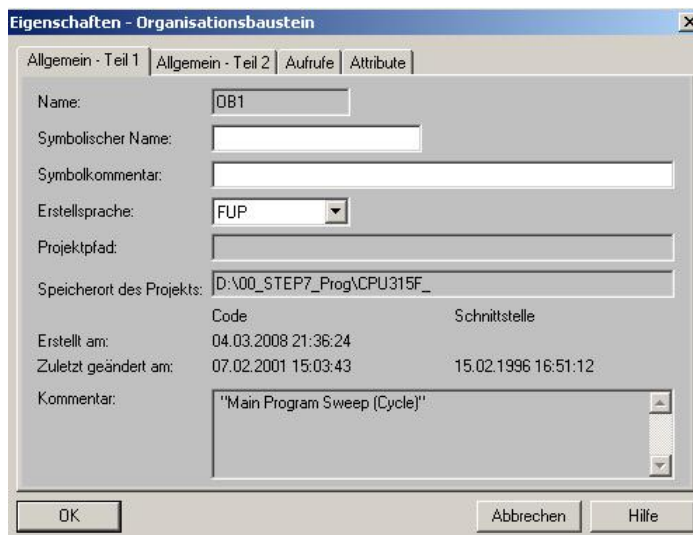 Eigenschaften - Organisationsbaustein
Allgemein - Teil 1 Allgemein - Teil 2 Aufrufe Attribute
Name: OB1
Symbolischer Name:
Symbolkommentar:
Erstellsprache: FUP
Projektpfad:
Speicherort des Projekts: D:\00_STEP7_Prog\CPU315F_
Code Schnittstelle
Erstellt am: 04.03.2008 21:36:24
Zuletzt geändert am: 07.02.2001 15:03:43 15.02.1996 16:51:12
Kommentar: "Main Program Sweep (Cycle)"
OK Abbrechen Hilfe